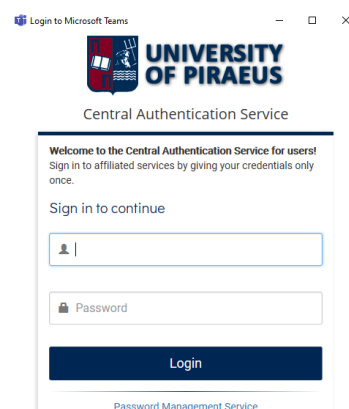 Login to Microsoft Teams
UNIVERSITY
OF PIRAEUS
Central Authentication Service
Welcome to the Central Authentication Service for users!
Sign in to affiliated services by giving your credentials only
once.
Sign in to continue
Password
Login
Password Management Service